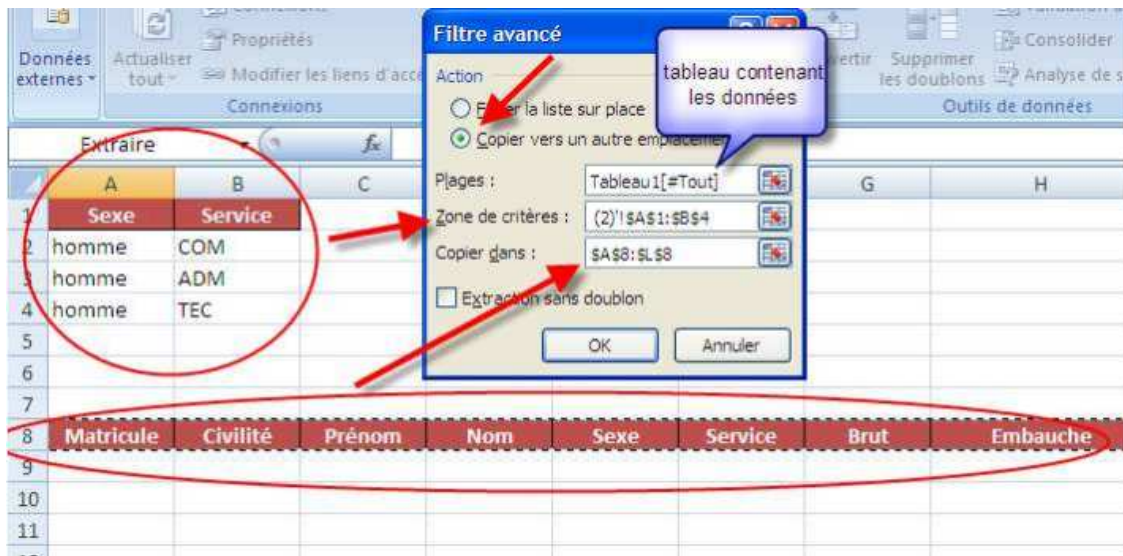 Propriétés
Données
externes
Actualiser
tout
Modifier les liens d'accè
Connexions
vertir
Supprimer
les doublons
Consolider
Analyse de s
Outils de données
Filtre avancé
Action
la liste sur place
Copier vers un autre emplacement
tableau contenant
les données
Plages :
Tableau1[#Tout]
Zone de critères :
(2)'!$A$1:$B$4
Copier dans :
$A$8:$L$8
Extraction sans doublon
OK
Annuler
Extraire
fx
A B C G H
1 Sexe Service
2 homme COM
3 homme ADM
4 homme TEC
5
6
7
8 Matricule Civilité Prénom Nom Sexe Service Brut Embauche
9
10
11